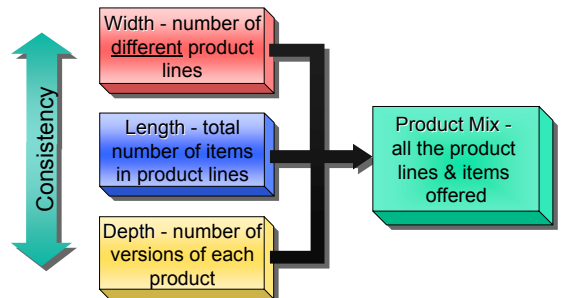 Consistency
Width - number of
different product
lines
Length - total
number of items
in product lines
Depth - number of
versions of each
product
Product Mix -
all the product
lines & items
offered